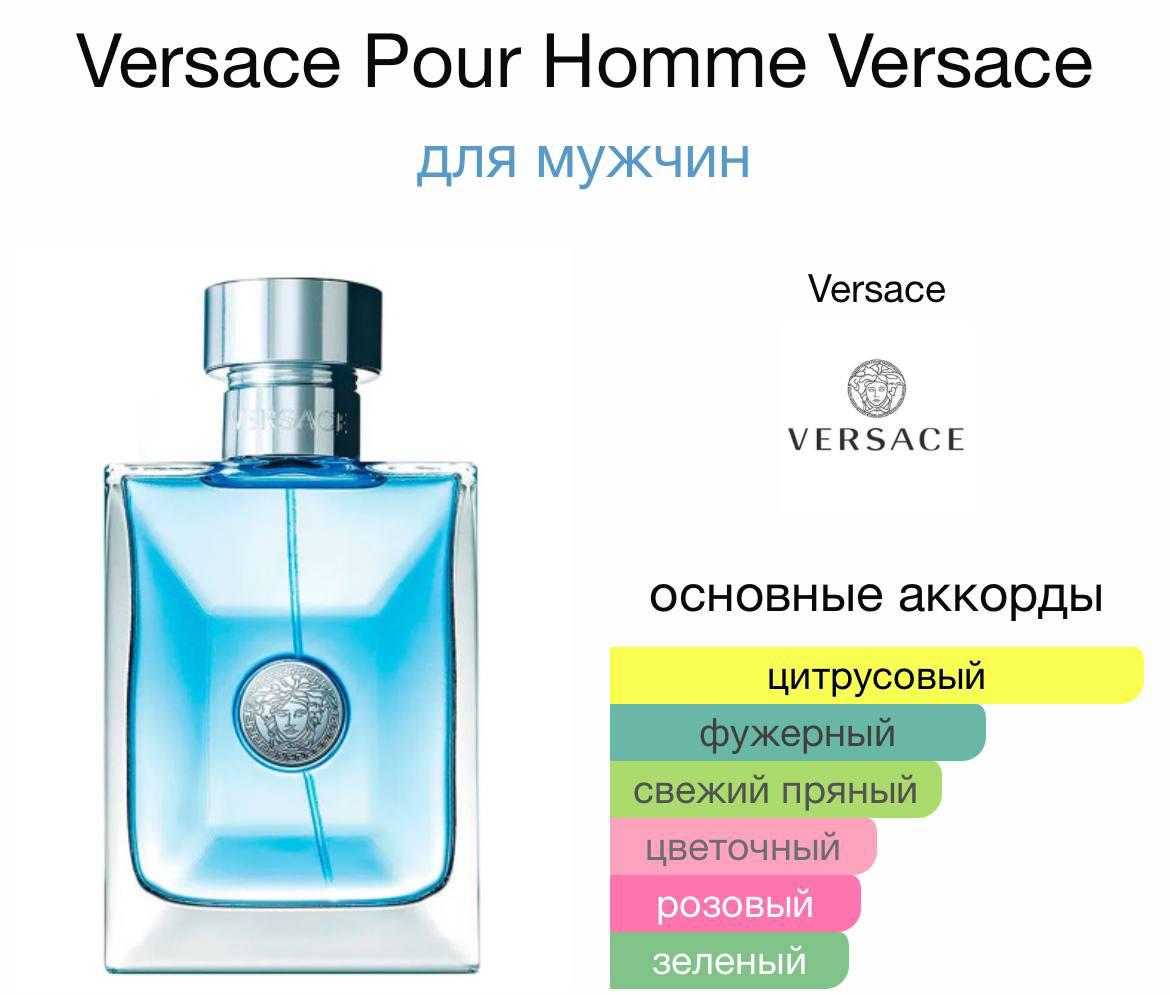 Versace Pour Homme Versace
для мужчин
Versace
VERSACE
VERSACE
основные аккорды
цитрусовый
фужерный
свежий пряный
цветочный
розовый
зеленый